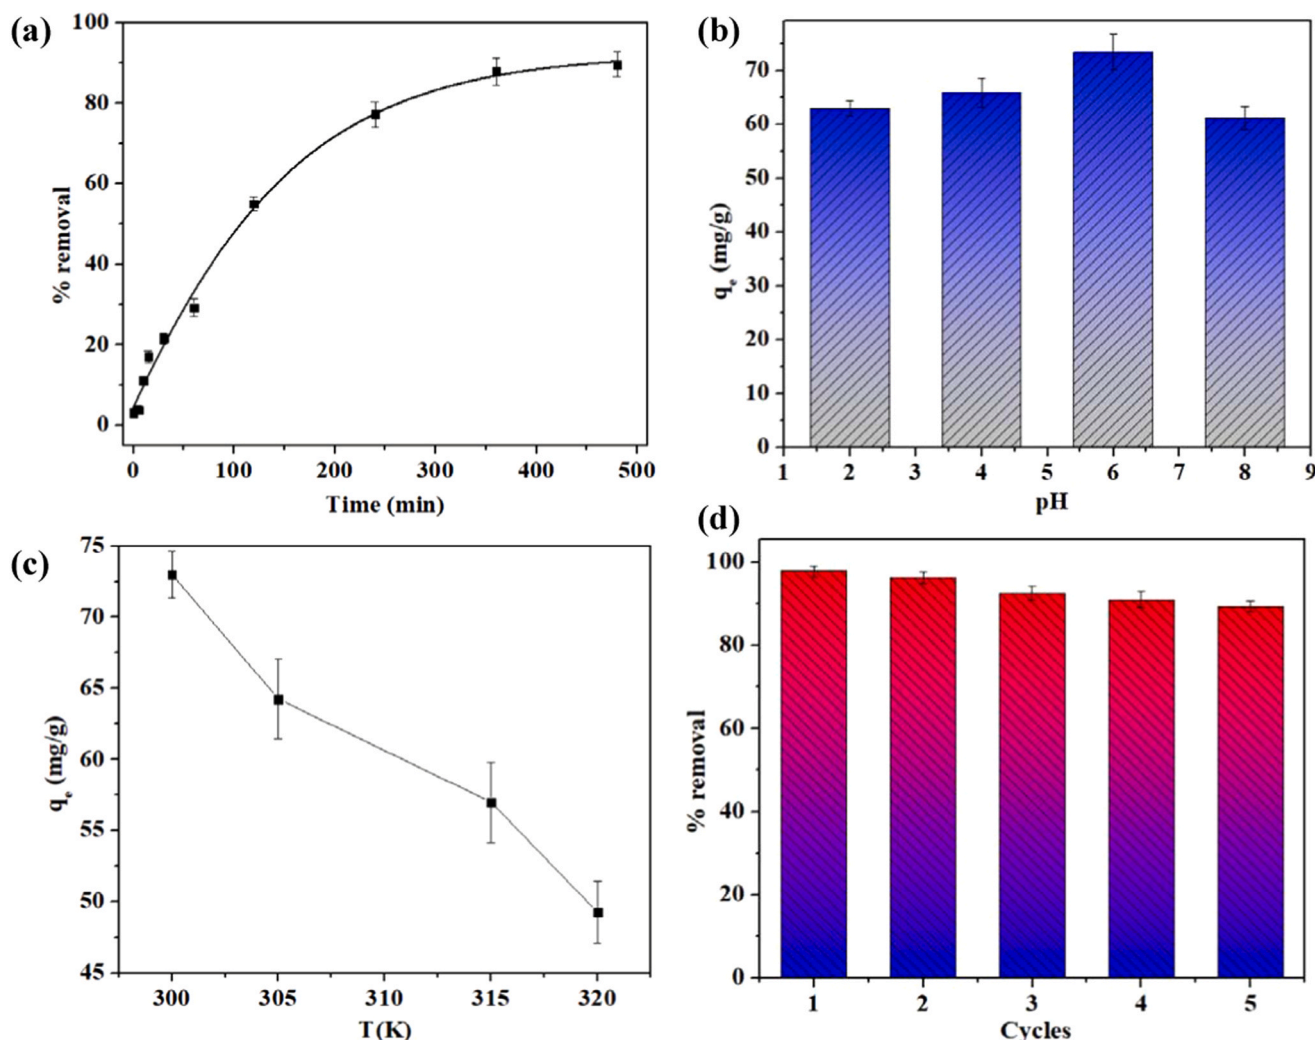 (a)
100
80
60
40
20
0
% removal
0 100 200 300 400 500
Time (min)
(b)
70
60
50
40
30
20
10
0
qₑ (mg/g)
1 2 3 4 5 6 7 8 9
pH
(c)
75
70
65
60
55
50
45
qₑ (mg/g)
300 305 310 315 320
T(K)
(d)
100
80
60
40
20
0
% removal
1 2 3 4 5
Cycles